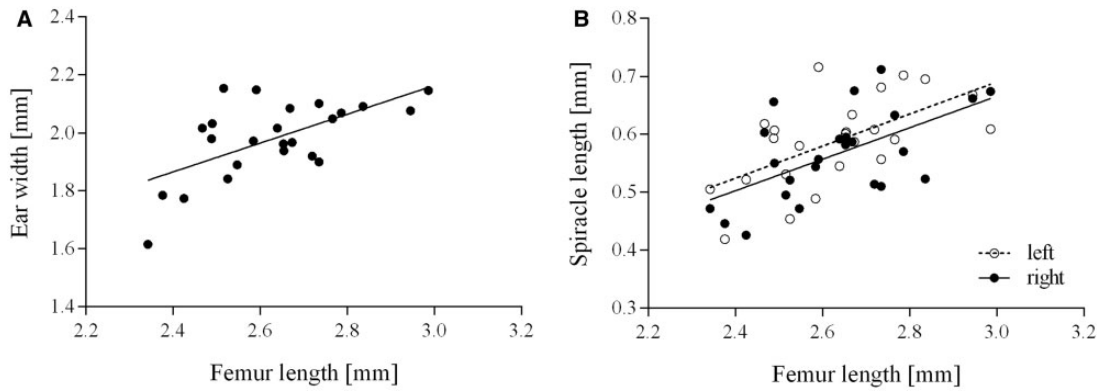 A
Ear width [mm]
2.4
2.2
2.0
1.8
1.6
1.4
2.2 2.4 2.6 2.8 3.0 3.2
Femur length [mm]
B
Spiracle length [mm]
0.8
0.7
0.6
0.5
0.4
0.3
left
right
2.2 2.4 2.6 2.8 3.0 3.2
Femur length [mm]